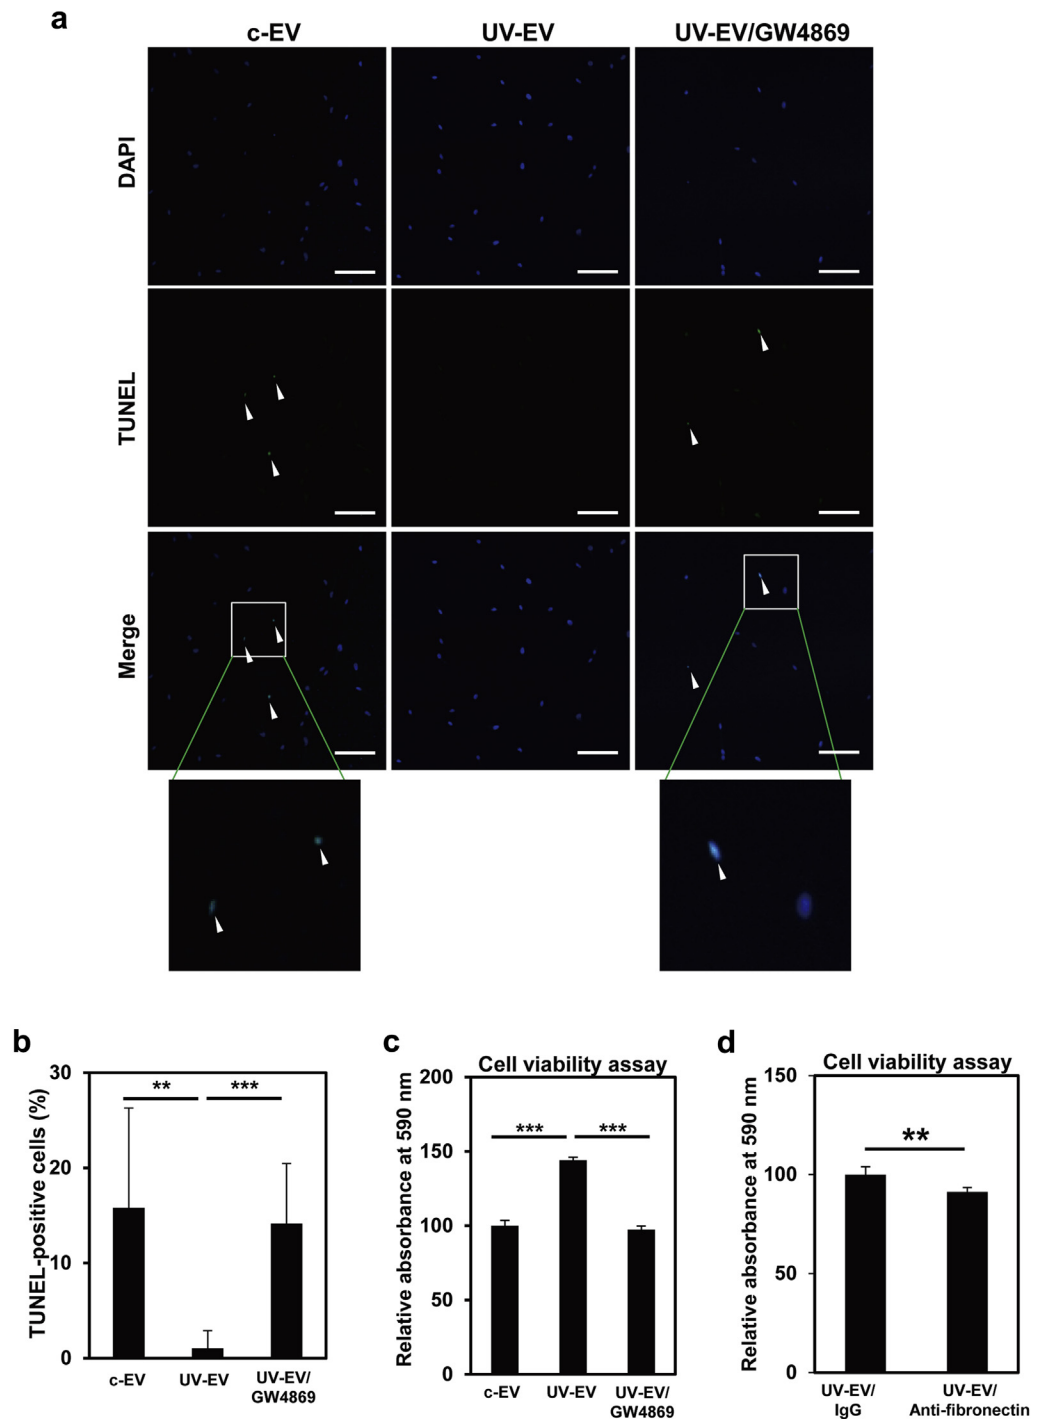 a
c-EV UV-EV UV-EV/GW4869
DAPI
TUNEL
Merge
b
TUNEL-positive cells (%)
30
20
10
0
** ***
c-EV UV-EV UV-EV/
GW4869
c
Cell viability assay
Relative absorbance at 590 nm
200
150
100
50
0
*** ***
c-EV UV-EV UV-EV/
GW4869
d
Cell viability assay
Relative absorbance at 590 nm
150
100
50
0
**
UV-EV/ UV-EV/
IgG Anti-fibronectin